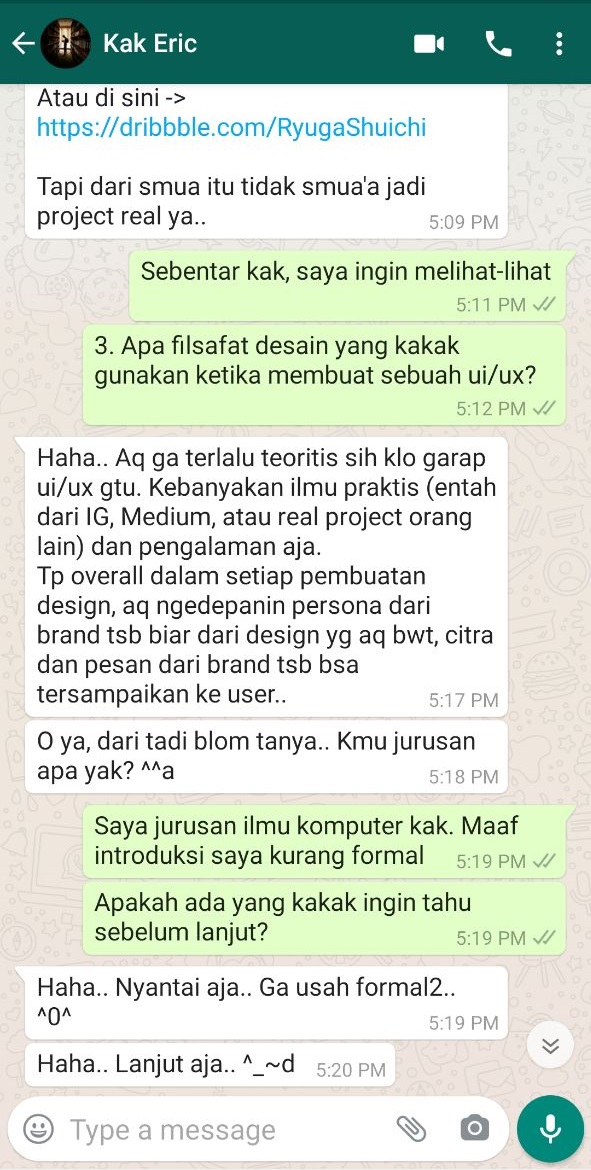 Kak Eric
Atau di sini ->
https://dribbble.com/RyugaShuichi
Tapi dari smua itu tidak smua'a jadi
project real ya..
5:09 PM
Sebentar kak, saya ingin melihat-lihat
5:11 PM
3. Apa filsafat desain yang kakak
gunakan ketika membuat sebuah ui/ux?
5:12 PM
Haha.. Aq ga terlalu teoritis sih klo garap
ui/ux gtu. Kebanyakan ilmu praktis (entah
dari IG, Medium, atau real project orang
lain) dan pengalaman aja.
Tp overall dalam setiap pembuatan
design, aq ngedepanin persona dari
brand tsb biar dari design yg aq bwt, citra
dan pesan dari brand tsb bsa
tersampaikan ke user..
5:17 PM
O ya, dari tadi blom tanya.. Kmu jurusan
apa yak? ^^a
5:18 PM
Saya jurusan ilmu komputer kak. Maaf
introduksi saya kurang formal
5:19 PM
Apakah ada yang kakak ingin tahu
sebelum lanjut?
5:19 PM
Haha.. Nyantai aja.. Ga usah formal2..
^0^
5:19 PM
Haha.. Lanjut aja.. ^_~d
5:20 PM
Type a message